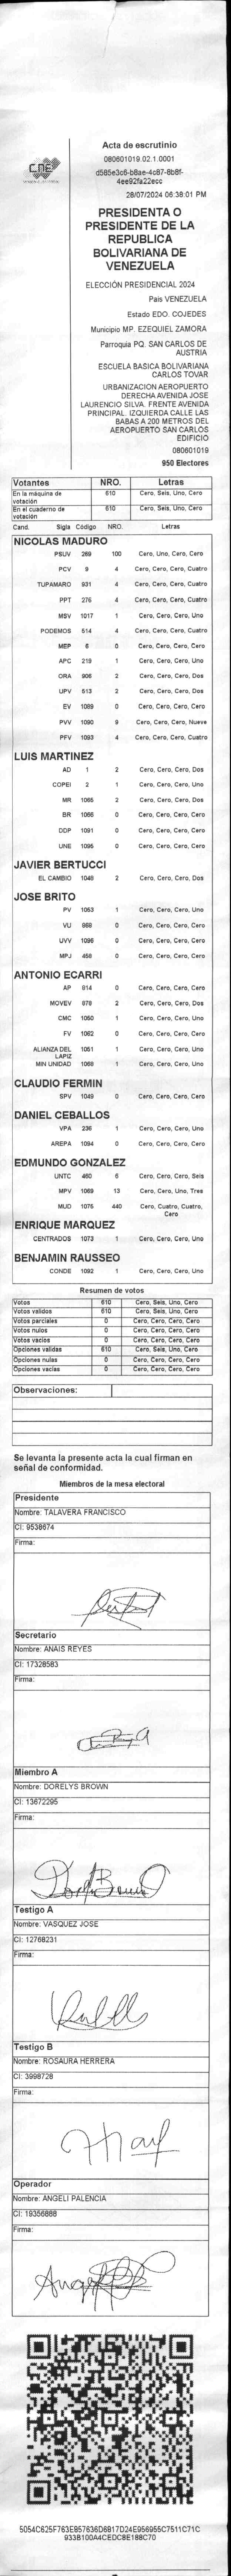 CNE
Acta de escrutinio
080601019.02.1.0001
d585e3c6-b8ae-4c87-8b8f-
4ee92fa22ecc
28/07/2024 06:38:01 PM
PRESIDENTA O
PRESIDENTE DE LA
REPUBLICA
BOLIVARIANA DE
VENEZUELA
ELECCIÓN PRESIDENCIAL 2024
Pais VENEZUELA
Estado EDO. COJEDES
Municipio MP. EZEQUIEL ZAMORA
Parroquia PQ. SAN CARLOS DE
AUSTRIA
ESCUELA BASICA BOLIVARIANA
CARLOS TOVAR
URBANIZACION AEROPUERTO
DERECHA AVENIDA JOSE
LAURENCIO SILVA. FRENTE AVENIDA
PRINCIPAL. IZQUIERDA CALLE LAS
BABAS A 200 METROS DEL
AEROPUERTO SAN CARLOS
EDIFICIO
080601019
950 Electores
Votantes NRO. Letras
En la máquina de votación 610 Cero, Seis, Uno, Cero
En el cuaderno de votación 610 Cero, Seis, Uno, Cero
Cand. Sigla Codigo NRO. Letras
NICOLAS MADURO
PSUV 269 100 Cero, Uno, Cero, Cero
PCV 9 4 Cero, Cero, Cero, Cuatro
TUPAMARO 931 4 Cero, Cero, Cero, Cuatro
PPT 275 4 Cero, Cero, Cero, Cuatro
MSV 1017 1 Cero, Cero, Cero, Uno
PODEMOS 514 4 Cero, Cero, Cero, Cuatro
MEP 6 0 Cero, Cero, Cero, Cero
APC 219 1 Cero, Cero, Cero, Uno
ORA 906 2 Cero, Cero, Cero, Dos
UPV 513 2 Cero, Cero, Cero, Dos
EV 1089 0 Cero, Cero, Cero, Cero
PVV 1090 9 Cero, Cero, Cero, Nueve
PFV 1093 4 Cero, Cero, Cero, Cuatro
LUIS MARTINEZ
AD 1 2 Cero, Cero, Cero, Dos
COPEI 2 1 Cero, Cero, Cero, Uno
MR 1065 2 Cero, Cero, Cero, Dos
BR 1066 0 Cero, Cero, Cero, Cero
DDP 1091 0 Cero, Cero, Cero, Cero
UNE 1095 0 Cero, Cero, Cero, Cero
JAVIER BERTUCCI
EL CAMBIO 1048 2 Cero, Cero, Cero, Dos
JOSE BRITO
PV 1053 1 Cero, Cero, Cero, Uno
VU 989 0 Cero, Cero, Cero, Cero
UVV 1096 0 Cero, Cero, Cero, Cero
MPJ 458 0 Cero, Cero, Cero, Cero
ANTONIO ECARRI
AP 914 0 Cero, Cero, Cero, Cero
MOVEV 978 2 Cero, Cero, Cero, Dos
CMC 1050 1 Cero, Cero, Cero, Uno
FV 1062 0 Cero, Cero, Cero, Cero
ALIANZA DEL LAPIZ 1051 1 Cero, Cero, Cero, Uno
MIN UNIDAD 1068 1 Cero, Cero, Cero, Uno
CLAUDIO FERMIN
SPV 1049 0 Cero, Cero, Cero, Cero
DANIEL CEBALLOS
VPA 236 1 Cero, Cero, Cero, Uno
AREPA 1094 0 Cero, Cero, Cero, Cero
EDMUNDO GONZALEZ
UNTC 460 6 Cero, Cero, Cero, Seis
MPV 1069 13 Cero, Cero, Uno, Tres
MUD 1075 440 Cero, Cuatro, Cuatro,
Cero
ENRIQUE MARQUEZ
CENTRADOS 1073 1 Cero, Cero, Cero, Uno
BENJAMIN RAUSSEO
CONDE 1092 1 Cero, Cero, Cero, Uno
Resumen de votos
Votos 610 Cero, Seis, Uno, Cero
Votos validos 610 Cero, Seis, Uno, Cero
Votos parciales 0 Cero, Cero, Cero, Cero
Votos nulos 0 Cero, Cero, Cero, Cero
Votos vacios 0 Cero, Cero, Cero, Cero
Opciones validas 610 Cero, Seis, Uno, Cero
Opciones nulas 0 Cero, Cero, Cero, Cero
Opciones vacias 0 Cero, Cero, Cero, Cero
Observaciones:
Se levanta la presente acta la cual firman en
señal de conformidad.
Miembros de la mesa electoral
Presidente
Nombre: TALAVERA FRANCISCO
CI: 9538674
Firma:
Secretario
Nombre: ANAIS REYES
CI: 17328583
Firma:
Miembro A
Nombre: DORELYS BROWN
CI: 13672295
Firma:
Testigo A
Nombre: VASQUEZ JOSE
CI: 12768231
Firma:
Testigo B
Nombre: ROSAURA HERRERA
CI: 3998728
Firma:
Operador
Nombre: ANGELI PALENCIA
CI: 19356888
Firma:
5054C625F763E857636D6817D24E956955C7511C71C
933B100A4CEDC8E188C70